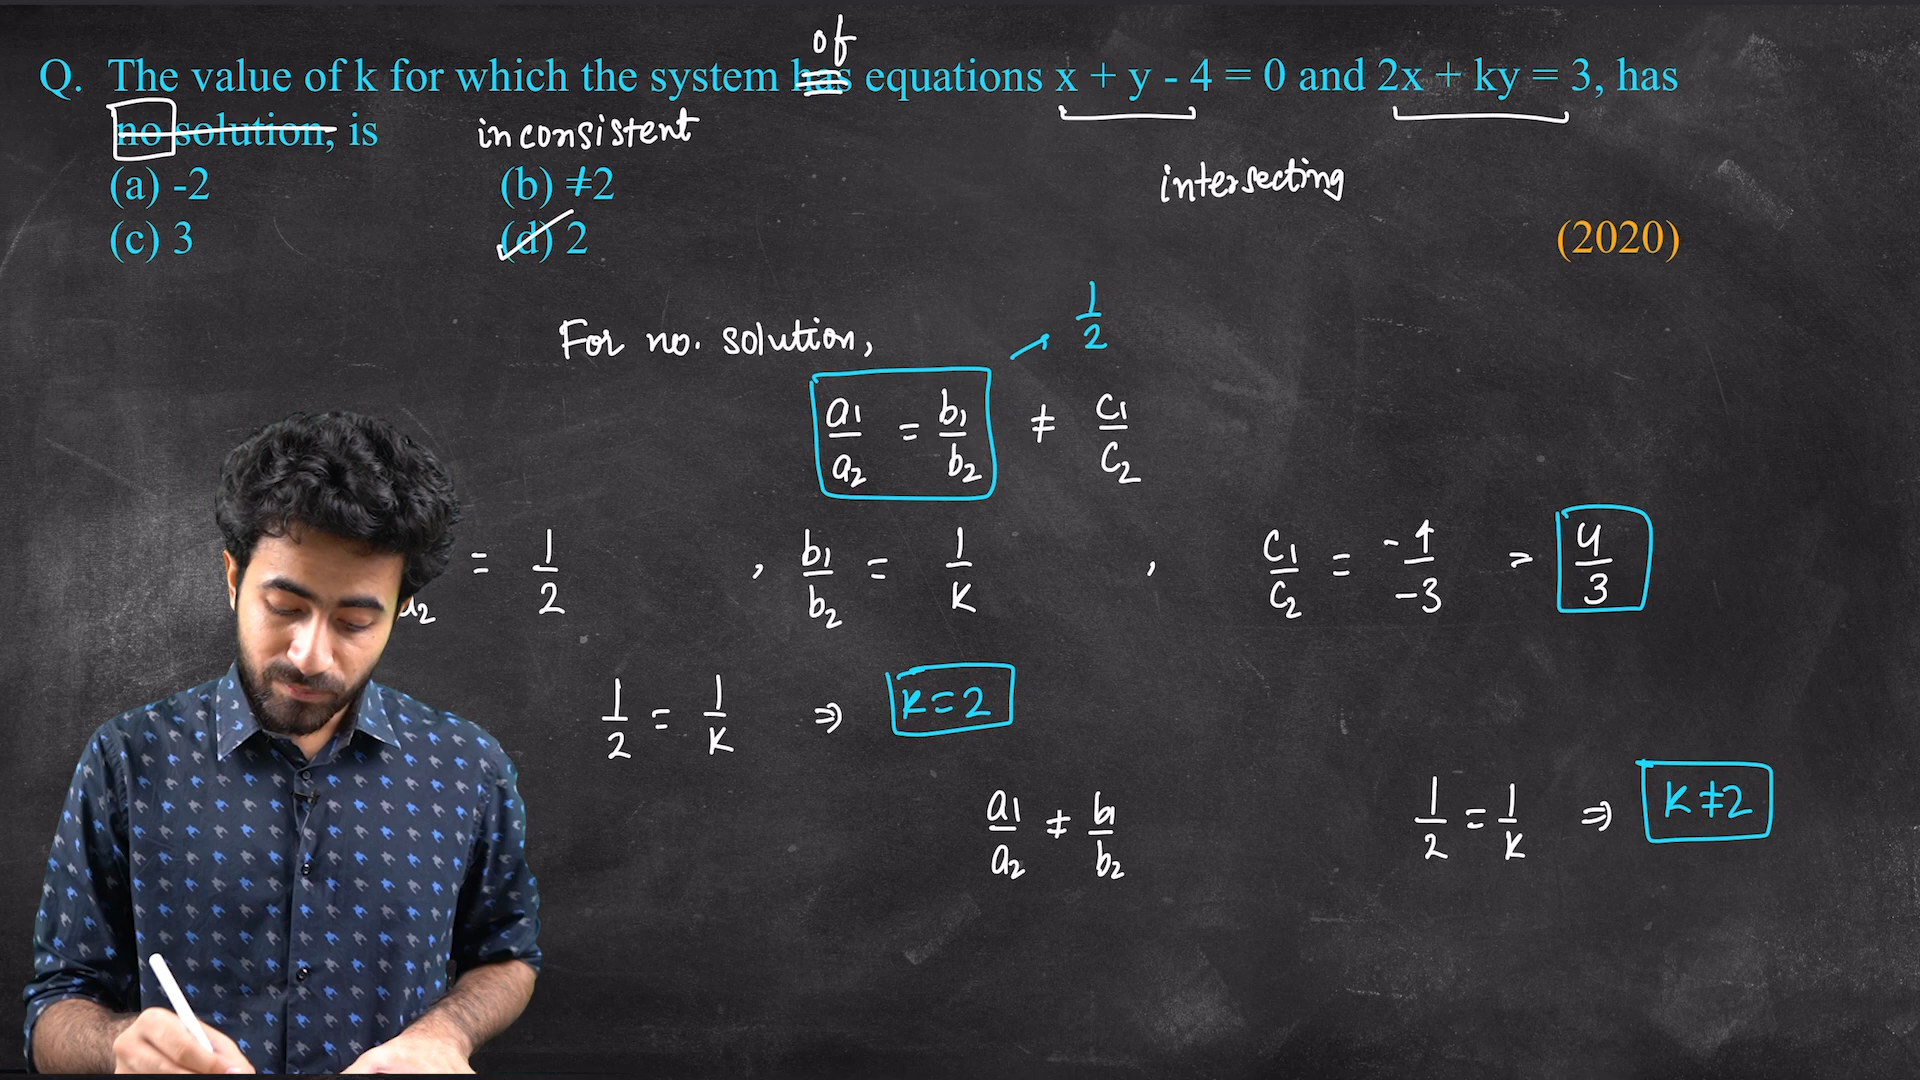 of
Q. The value of k for which the system has equations x + y - 4 = 0 and 2x + ky = 3, has
no solution, is inconsistent
intersecting
(a) -2 (b) ≠2
(c) 3 (d) 2 (2020)
1/2
For no. solution,
a1/a2 = b1/b2 ≠ c1/c2
a2 = 1/2 , b1/b2 = 1/K , c1/c2 = -4/-3 = 4/3
1/2 = 1/K ⇒ K=2
a1/a2 ≠ b1/b2 1/2 = 1/K ⇒ K≠2